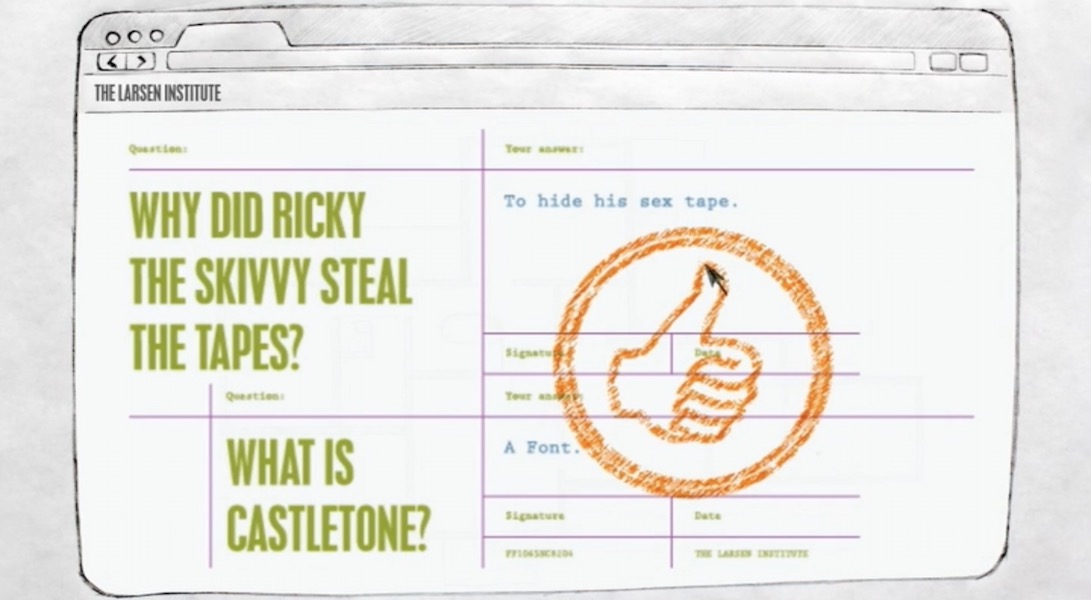 THE LARSEN INSTITUTE
Question:
Your answer:
WHY DID RICKY
THE SKIVVY STEAL
THE TAPES?
To hide his sex tape.
Signature
Date
Question:
Your answer:
WHAT IS
CASTLETONE?
A Font.
Signature
Date
THE LARSEN INSTITUTE